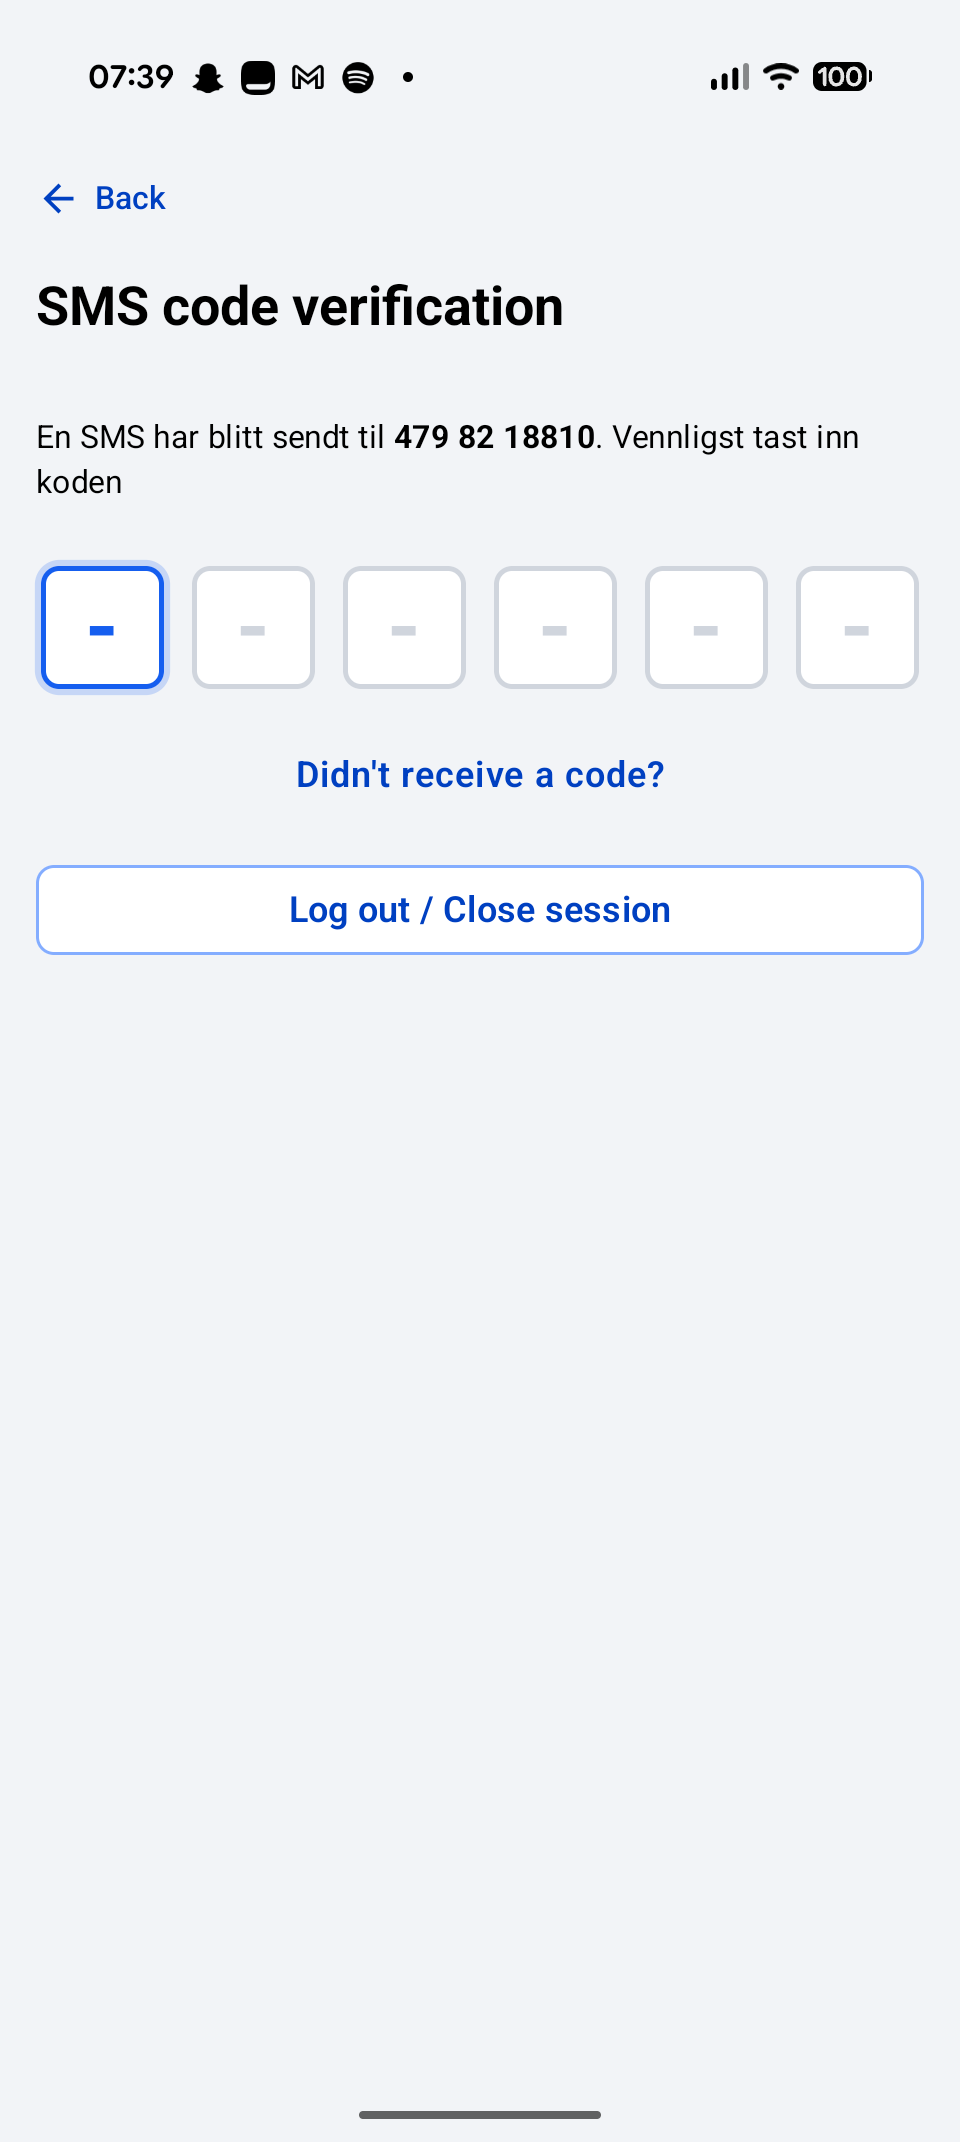 07:39
100
Back
SMS code verification
En SMS har blitt sendt til 479 82 18810. Vennligst tast inn
koden
Didn't receive a code?
Log out / Close session